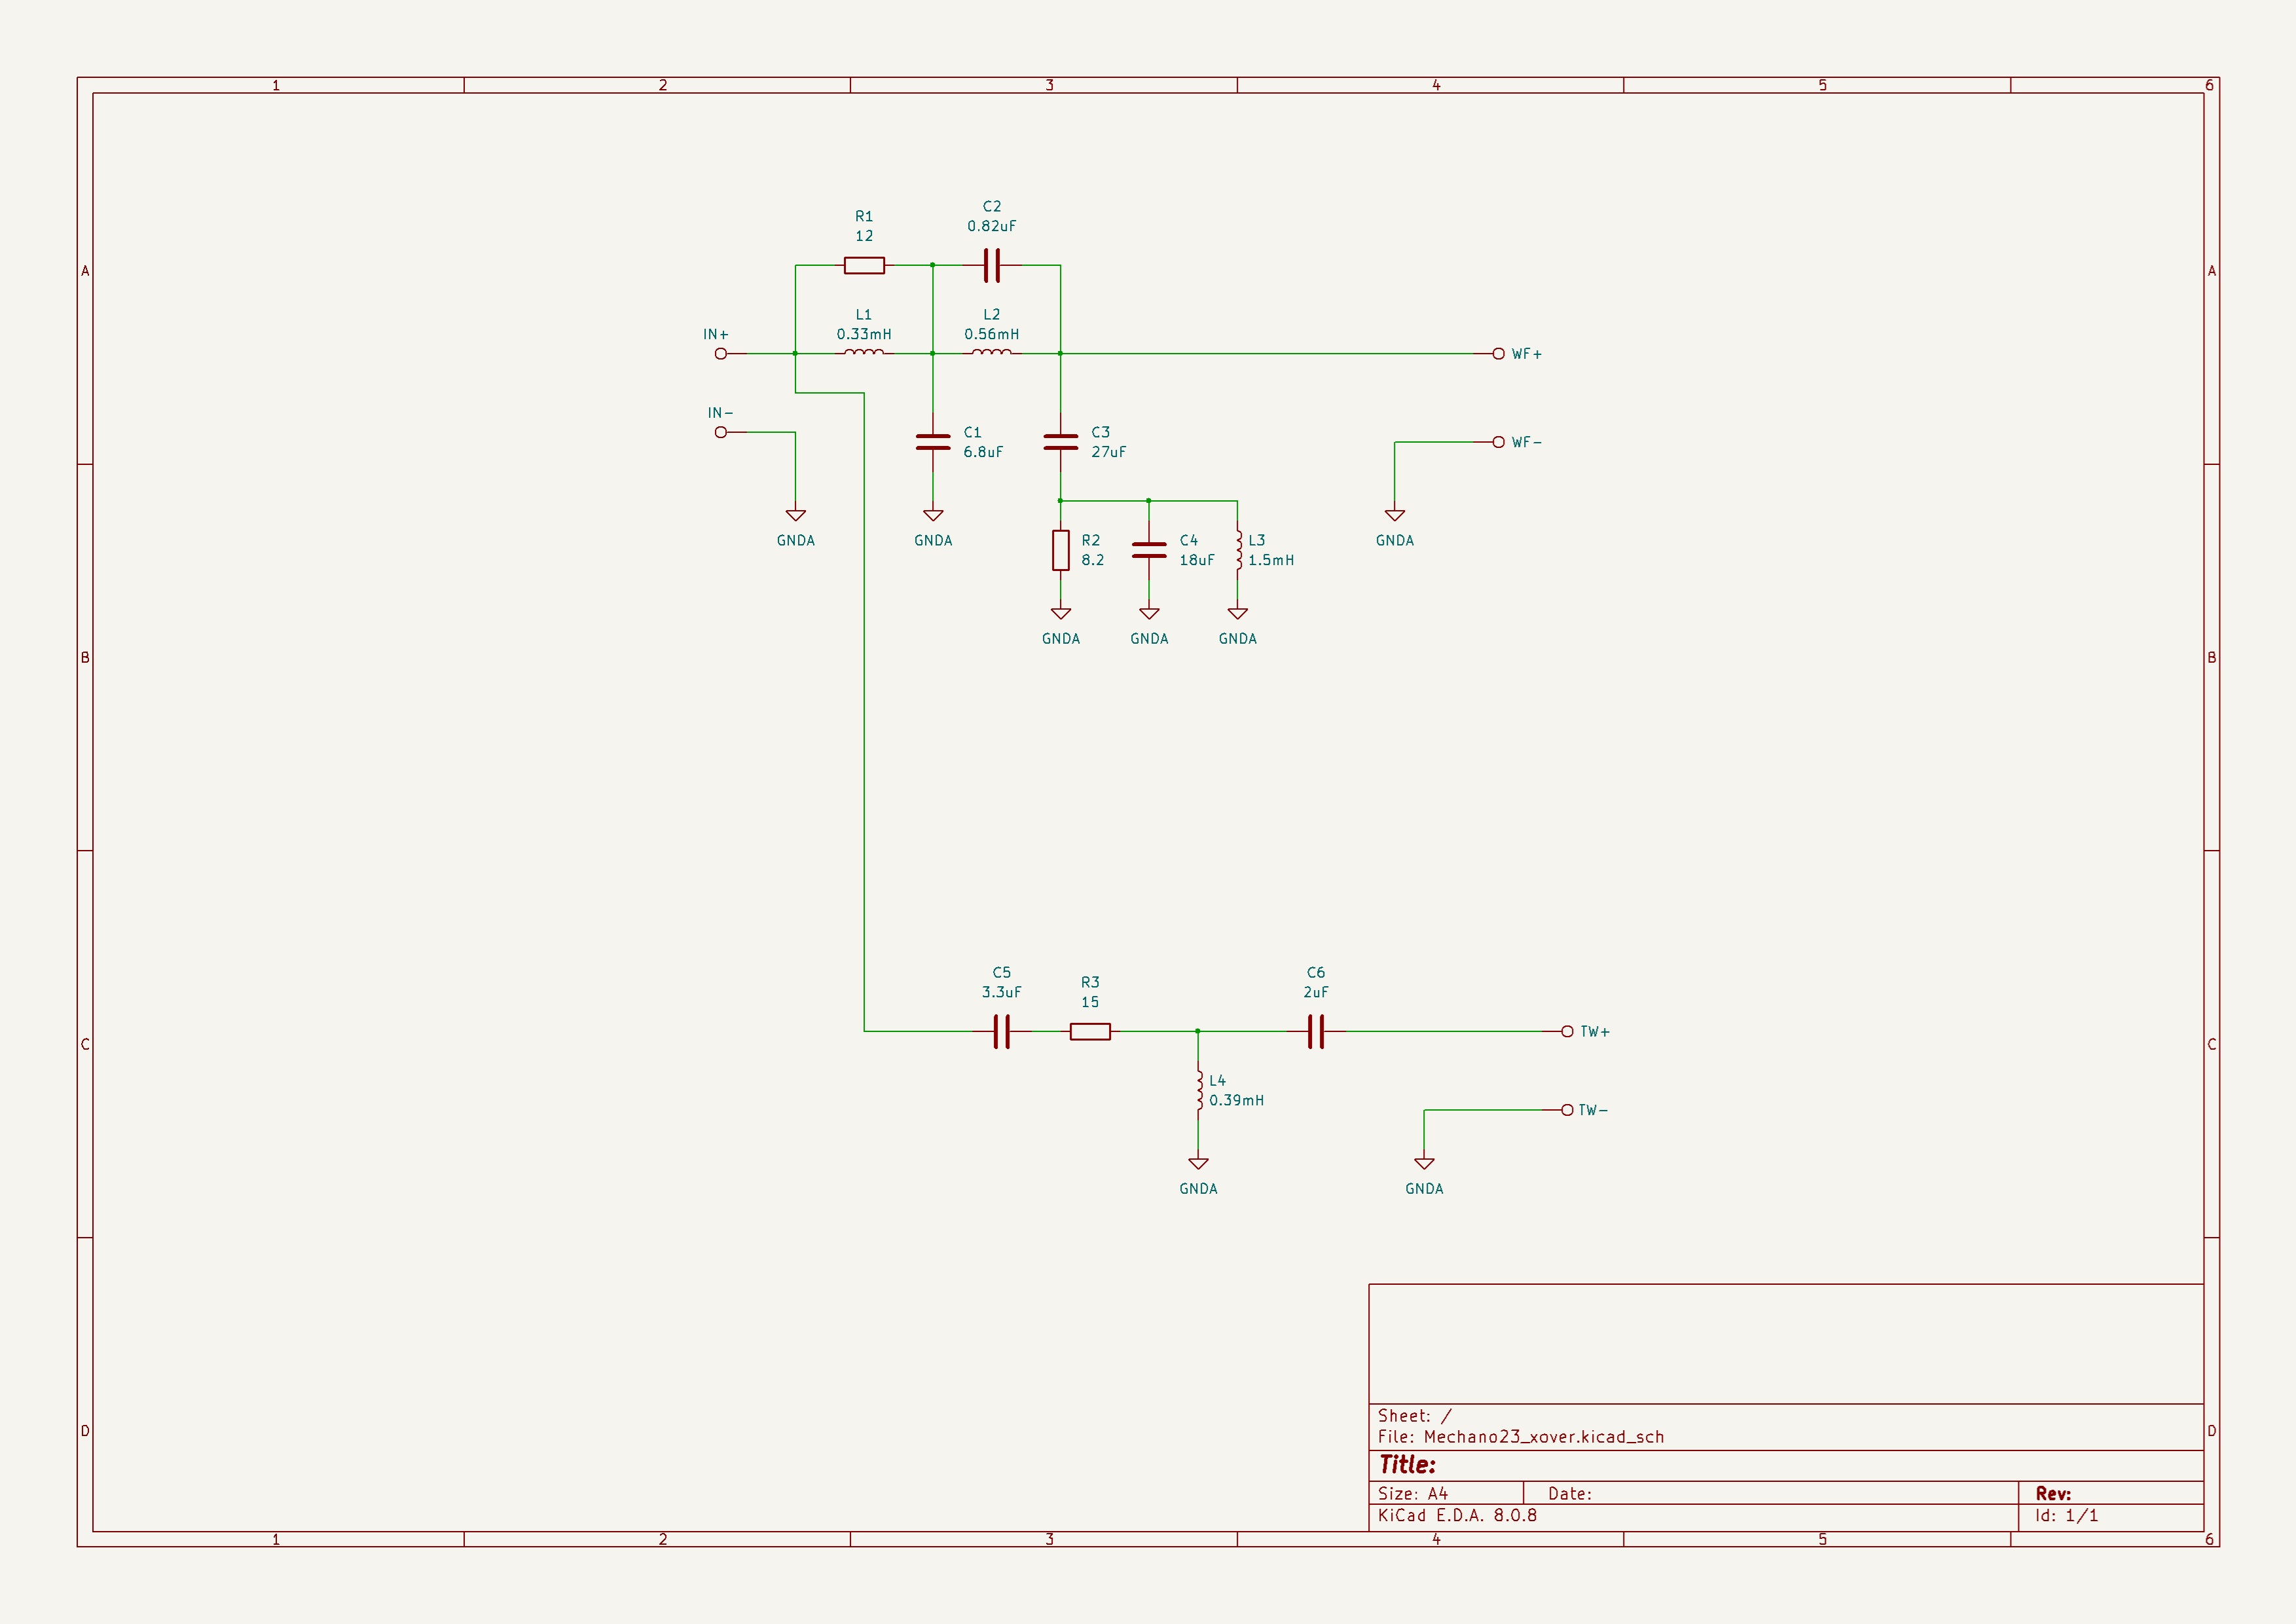 1 2 3 4 5 6
A A
R1
12
C2
0.82uF
L1
0.33mH
L2
0.56mH
IN+
WF+
IN-
WF-
C1
6.8uF
C3
27uF
GNDA
GNDA
GNDA
R2
8.2
C4
18uF
L3
1.5mH
GNDA
GNDA
GNDA
B B
C5
3.3uF
R3
15
C6
2uF
TW+
C C
L4
0.39mH
TW-
GNDA
GNDA
D D
Sheet: /
File: Mechano23_xover.kicad_sch
Title:
Size: A4 Date: Rev:
KiCad E.D.A. 8.0.8 Id: 1/1
1 2 3 4 5 6